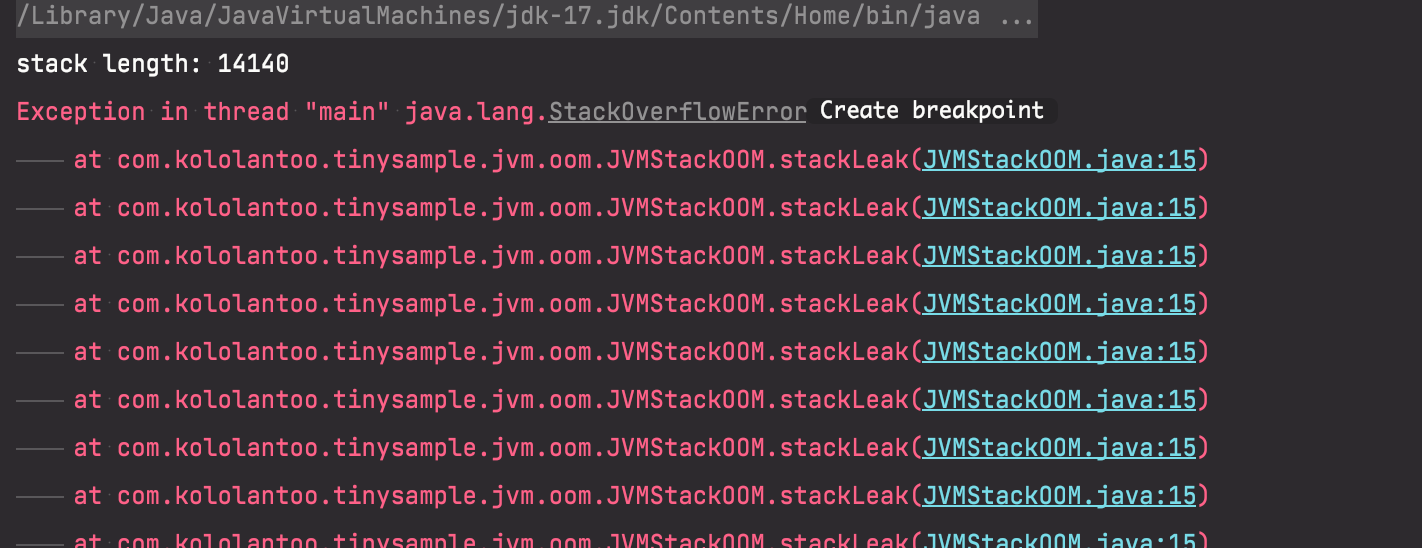 /Library/Java/JavaVirtualMachines/jdk-17.jdk/Contents/Home/bin/java ...
stack length: 14140
Exception in thread "main" java.lang.StackOverflowError Create breakpoint
at com.kololantoo.tinysample.jvm.oom.JVMStackOOM.stackLeak(JVMStackOOM.java:15)
at com.kololantoo.tinysample.jvm.oom.JVMStackOOM.stackLeak(JVMStackOOM.java:15)
at com.kololantoo.tinysample.jvm.oom.JVMStackOOM.stackLeak(JVMStackOOM.java:15)
at com.kololantoo.tinysample.jvm.oom.JVMStackOOM.stackLeak(JVMStackOOM.java:15)
at com.kololantoo.tinysample.jvm.oom.JVMStackOOM.stackLeak(JVMStackOOM.java:15)
at com.kololantoo.tinysample.jvm.oom.JVMStackOOM.stackLeak(JVMStackOOM.java:15)
at com.kololantoo.tinysample.jvm.oom.JVMStackOOM.stackLeak(JVMStackOOM.java:15)
at com.kololantoo.tinysample.jvm.oom.JVMStackOOM.stackLeak(JVMStackOOM.java:15)
at com.kololantoo.tinysample.jvm.oom.JVMStackOOM.stackLeak(JVMStackOOM.java:15)